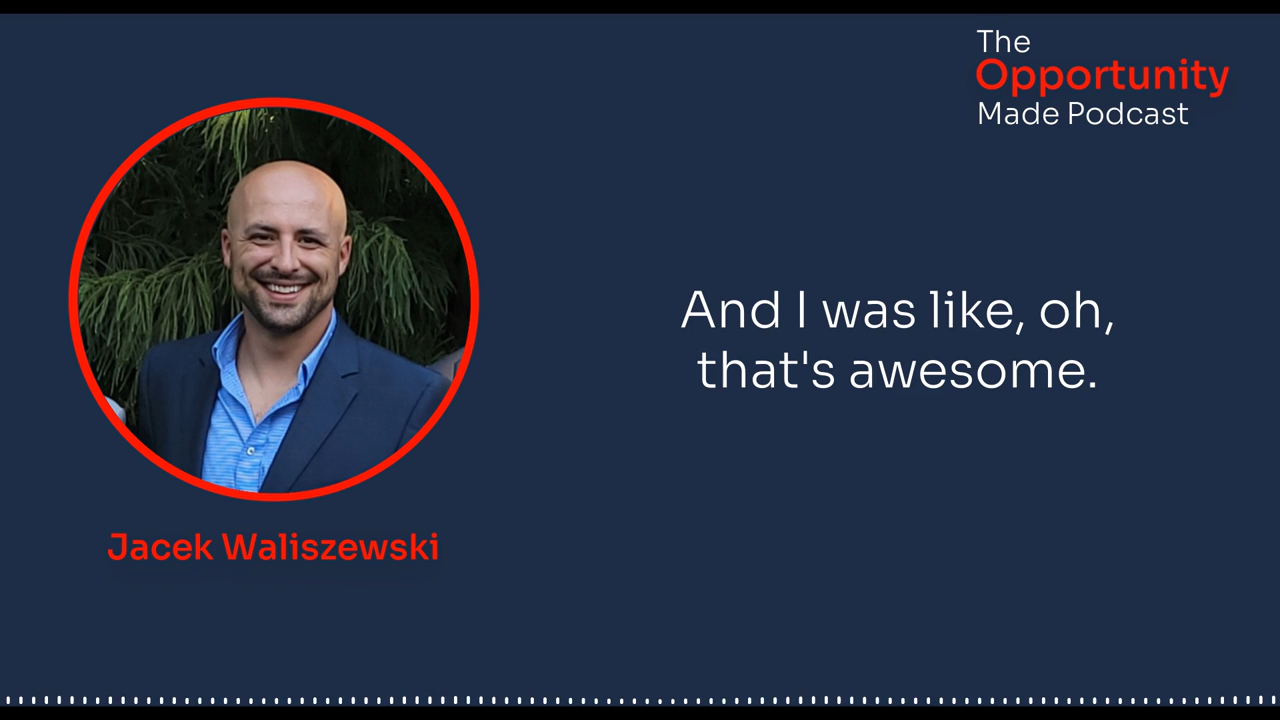 The
Opportunity
Made Podcast
And I was like, oh,
that's awesome.
Jacek Waliszewski